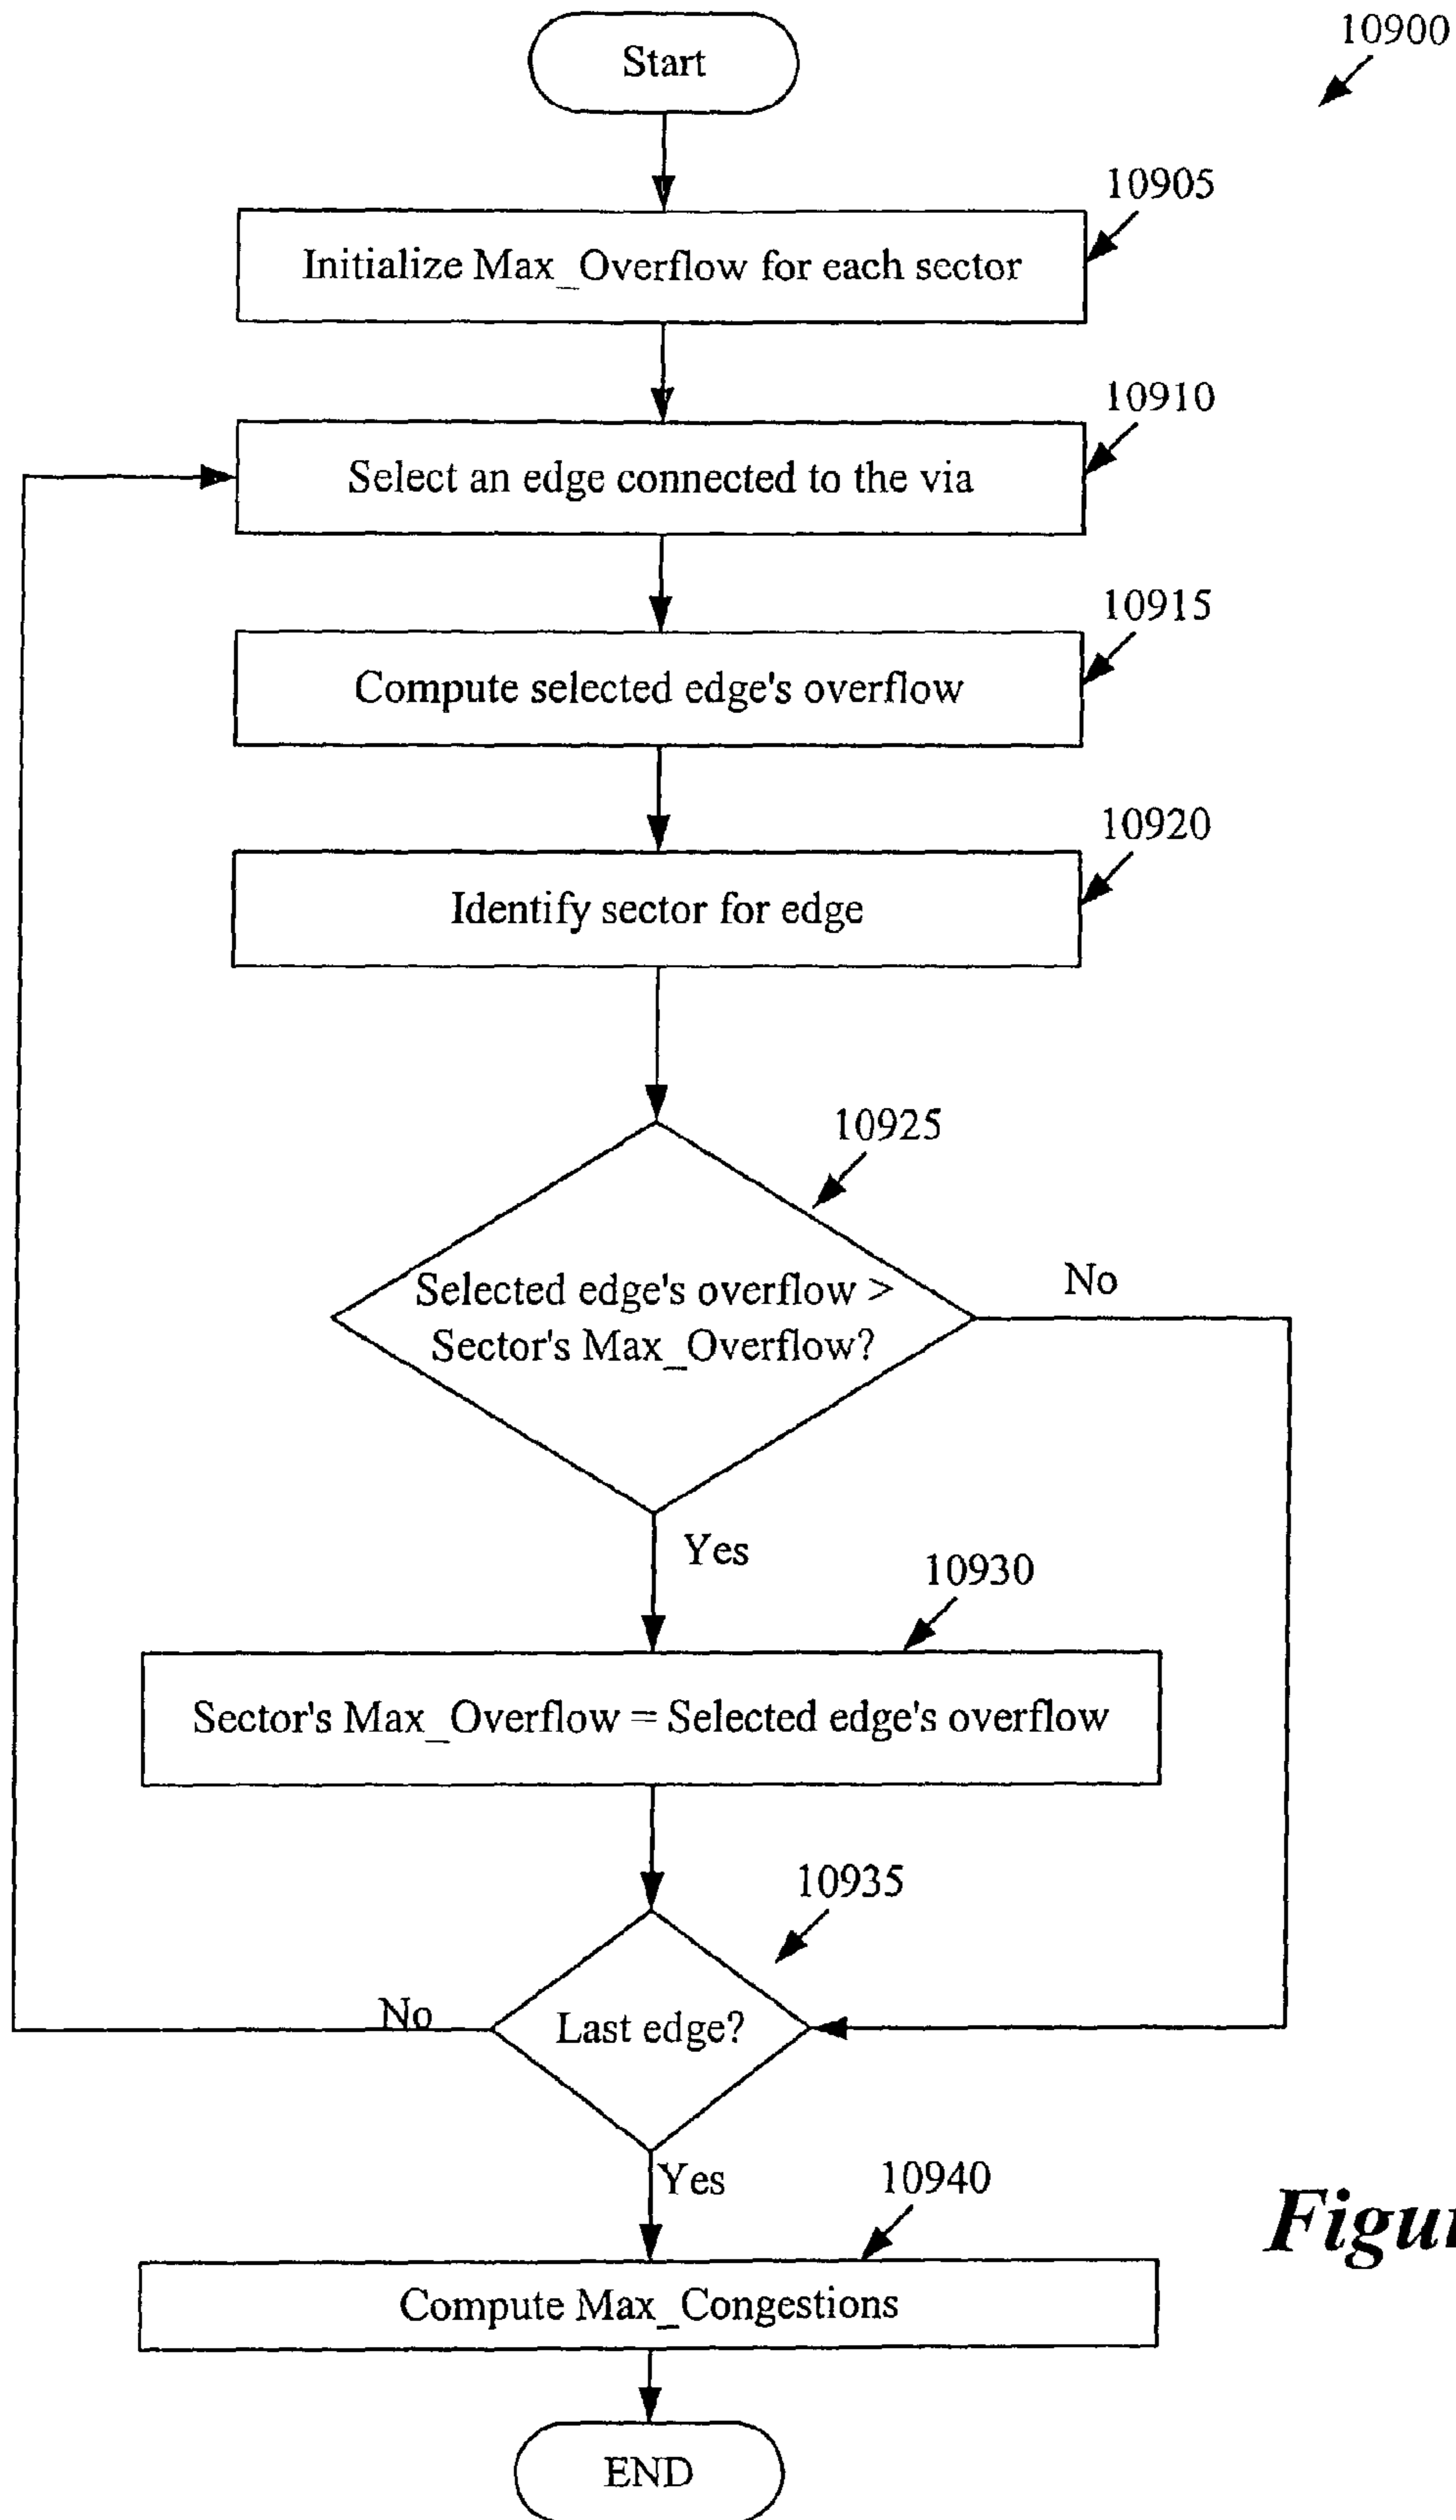 Start
10900
10905
Initialize Max_Overflow for each sector
10910
Select an edge connected to the via
10915
Compute selected edge's overflow
10920
Identify sector for edge
10925
Selected edge's overflow >
Sector's Max_Overflow?
No
Yes
10930
Sector's Max_Overflow = Selected edge's overflow
10935
Last edge?
No
Yes
10940
Compute Max_Congestions
END